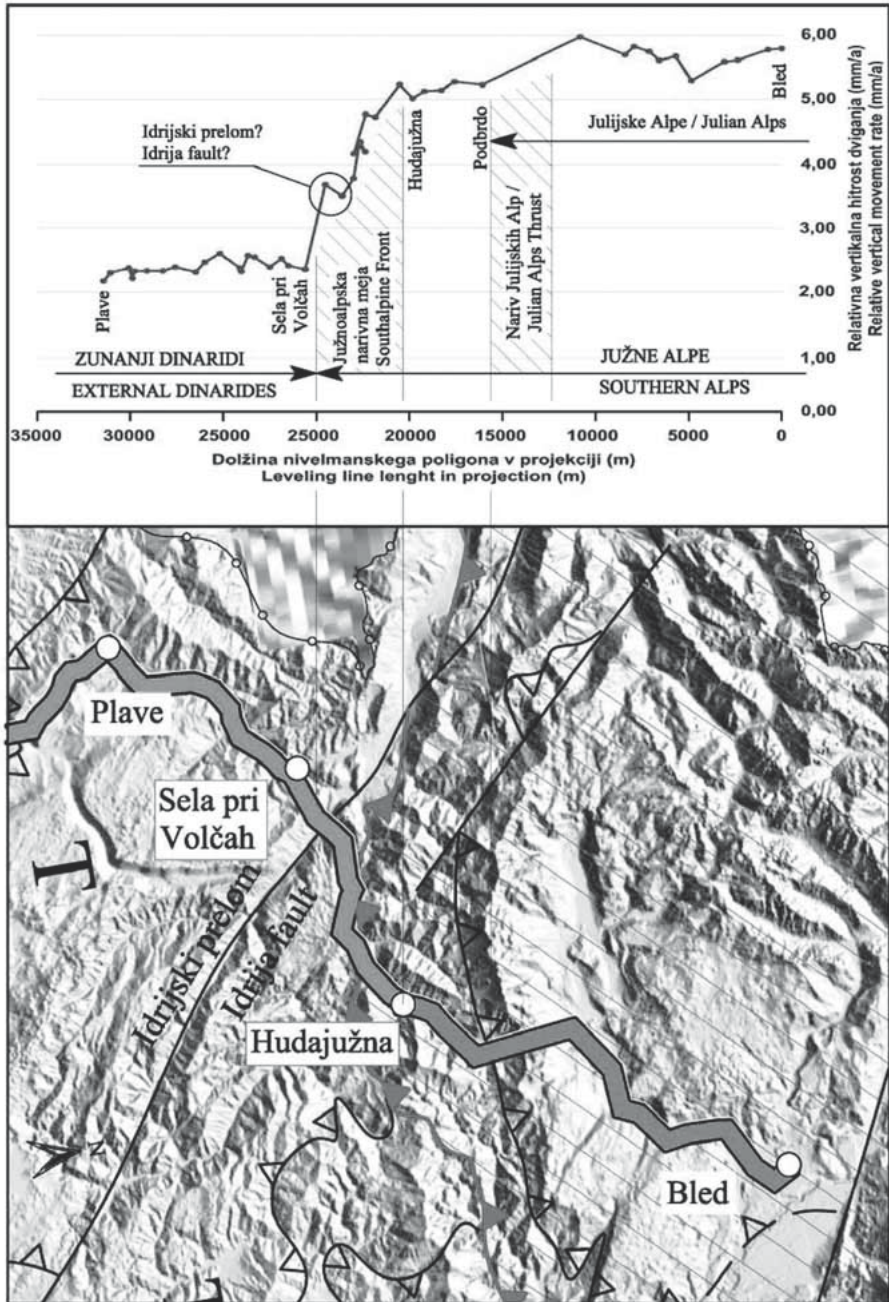 6,00
5,00
4,00
3,00
2,00
1,00
0,00
Relativna vertikalna hitrost dviganja (mm/a)
Relative vertical movement rate (mm/a)
Bled
Julijske Alpe / Julian Alps
Idrijski prelom?
Idrija fault?
Hudajužna
Podbrdo
Plave
Sela pri
Volčah
Južnoalpska
narivna meja
Southalpine Front
Nariv Julijskih Alp /
Julian Alps Thrust
ZUNANJI DINARIDI
EXTERNAL DINARIDES
JUŽNE ALPE
SOUTHERN ALPS
35000
30000
25000
20000
15000
10000
5000
0
Dolžina nivelmanskega poligona v projekciji (m)
Leveling line lenght in projection (m)
Plave
Sela pri
Volčah
T
Idrijski prelom
Idrija fault
Hudajužna
N
Bled